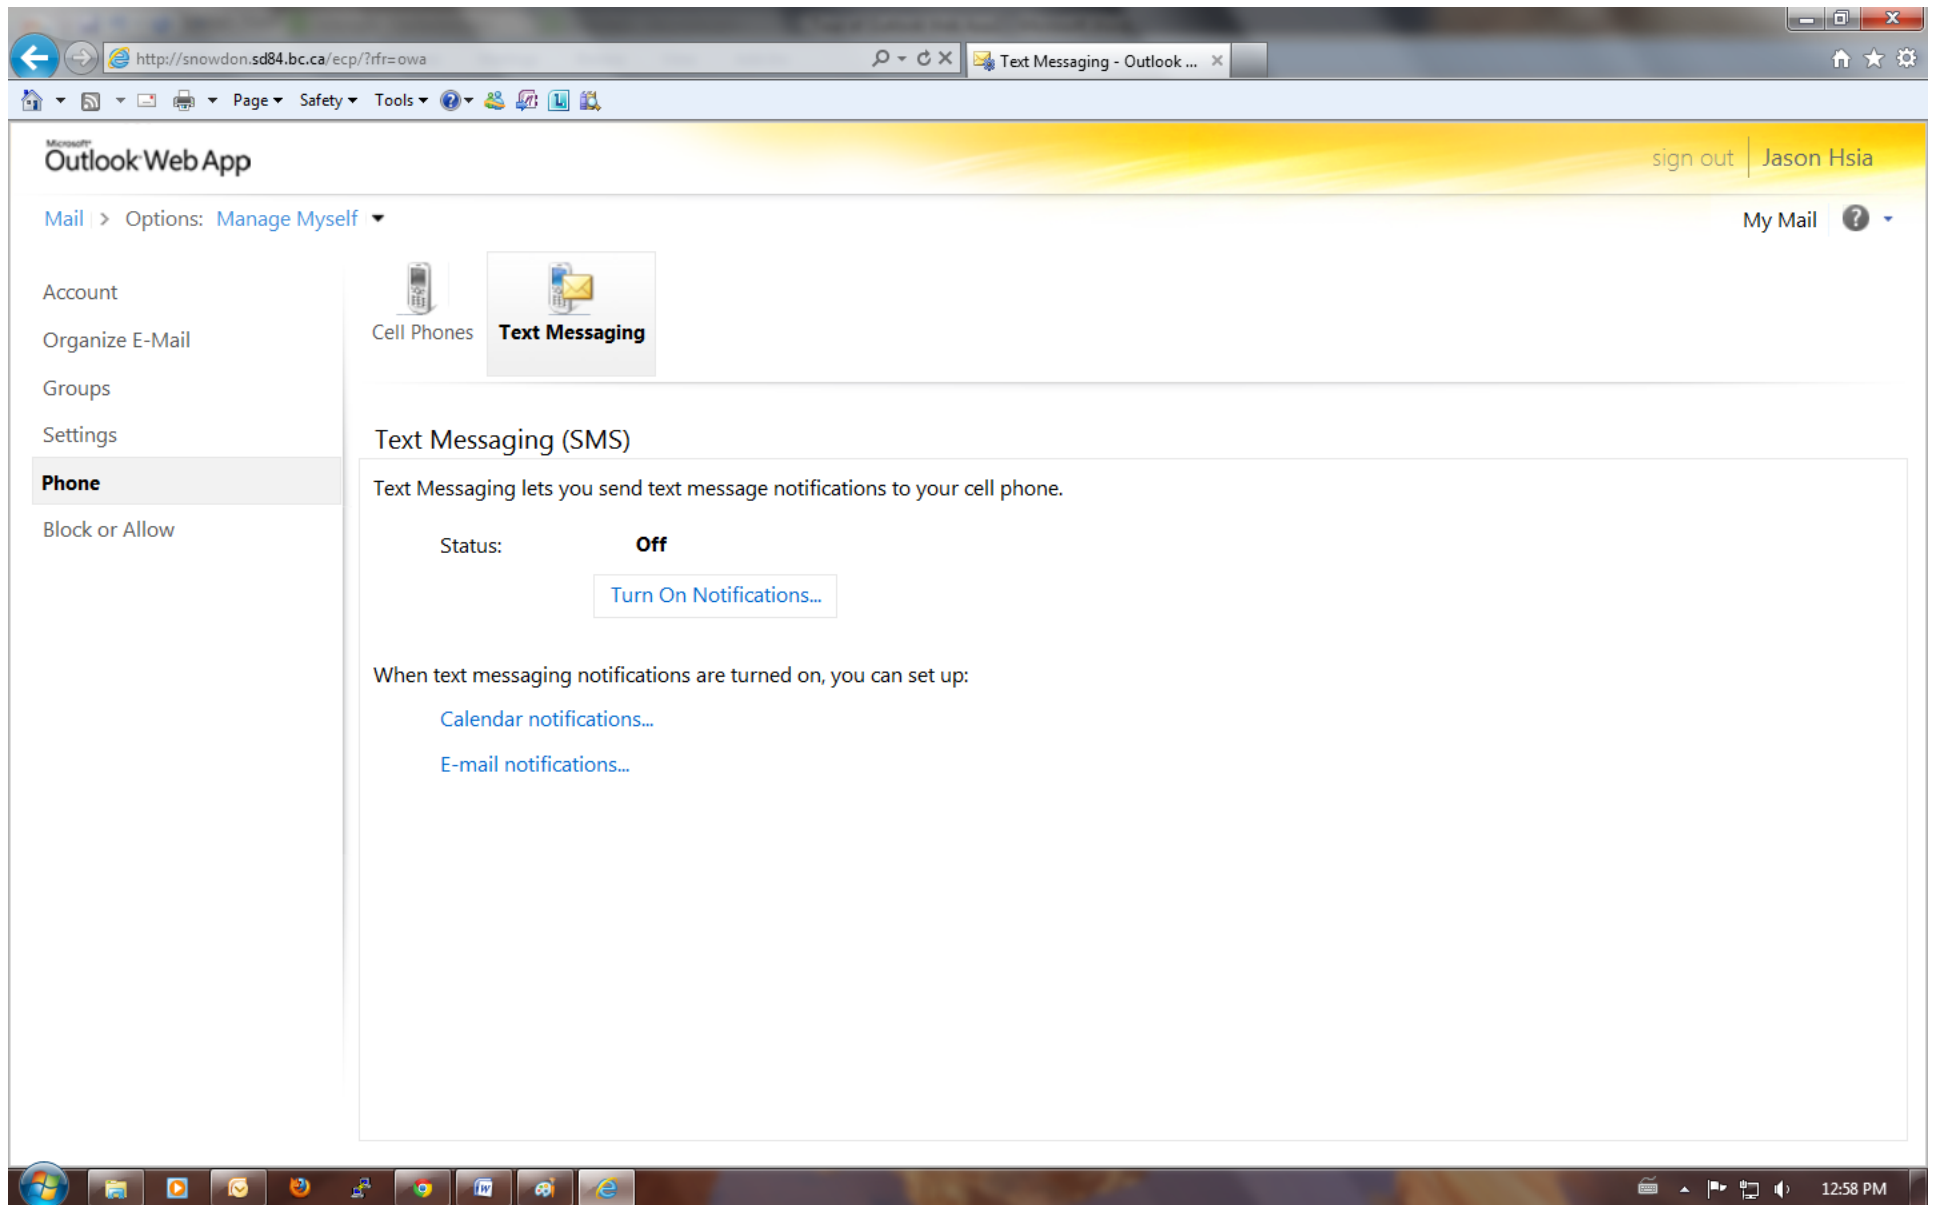 http://snowdon.sd84.bc.ca/ecp/?rfr=owa
Text Messaging - Outlook ...
Page Safety Tools
Microsoft
Outlook Web App
sign out Jason Hsia
Mail > Options: Manage Myself
My Mail
Account
Organize E-Mail
Groups
Settings
Phone
Block or Allow
Cell Phones
Text Messaging
Text Messaging (SMS)
Text Messaging lets you send text message notifications to your cell phone.
Status: Off
Turn On Notifications...
When text messaging notifications are turned on, you can set up:
Calendar notifications...
E-mail notifications...
12:58 PM